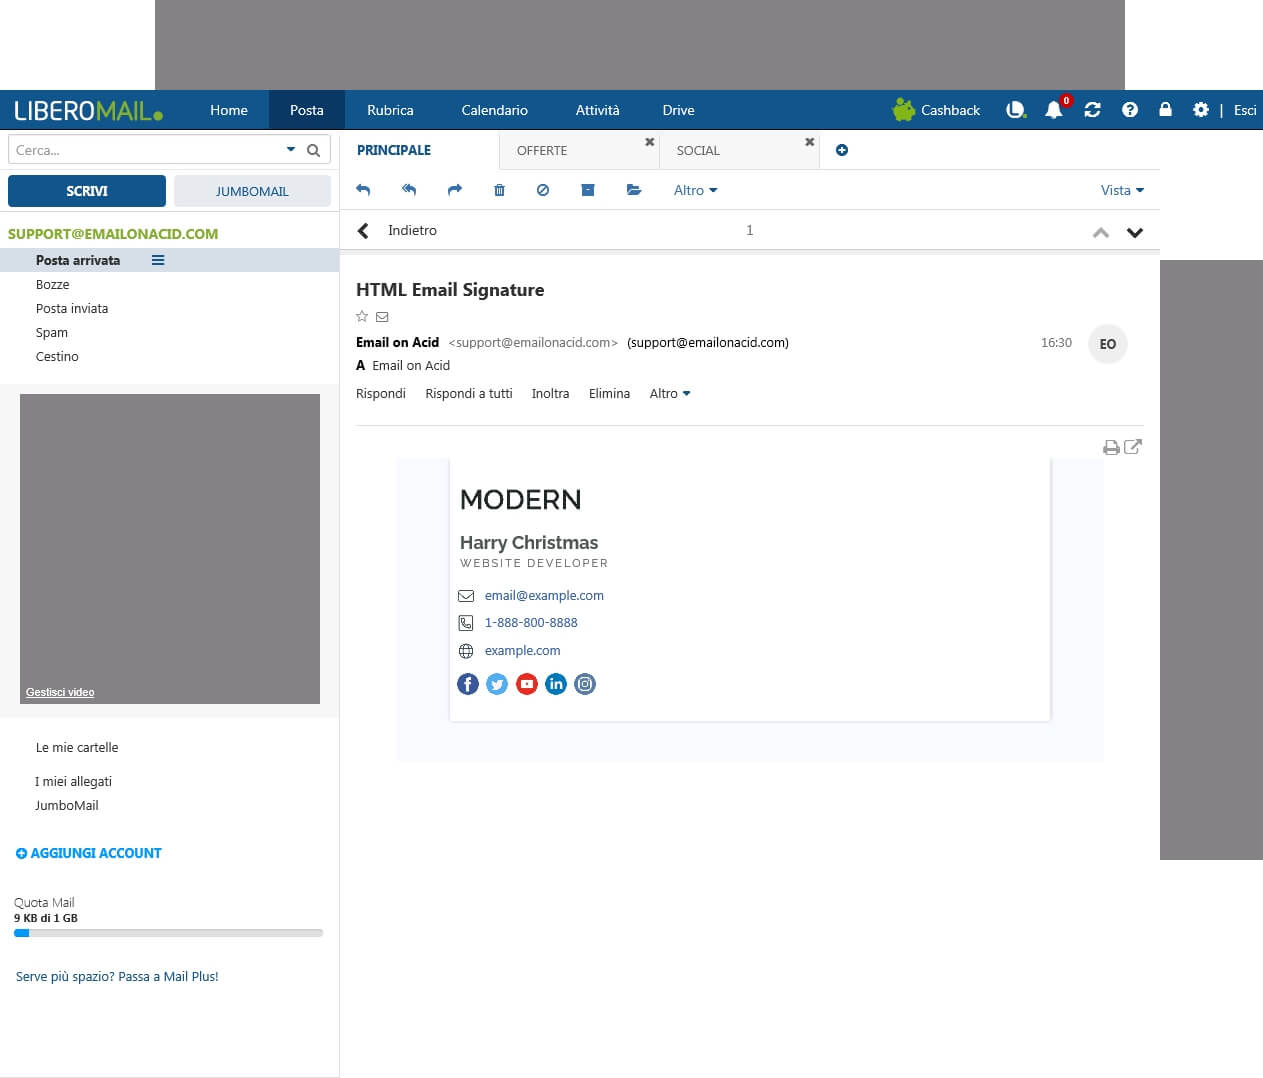 LIBEROMAIL Home Posta Rubrica Calendario Attività Drive Cashback 0 | Esci
Cerca...
PRINCIPALE OFFERTE SOCIAL
SCRIVI JUMBOMAIL
Altro Vista
SUPPORT@EMAILONACID.COM
Indietro 1
Posta arrivata
Bozze
Posta inviata
Spam
Cestino
Gestisci video
Le mie cartelle
I miei allegati
JumboMail
AGGIUNGI ACCOUNT
Quota Mail
9 KB di 1 GB
Serve più spazio? Passa a Mail Plus!
HTML Email Signature
Email on Acid <support@emailonacid.com> (support@emailonacid.com) 16:30 EO
A Email on Acid
Rispondi Rispondi a tutti Inoltra Elimina Altro
MODERN
Harry Christmas
WEBSITE DEVELOPER
email@example.com
1-888-800-8888
example.com